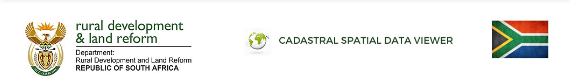 rural development
& land reform
Department:
Rural Development and Land Reform
REPUBLIC OF SOUTH AFRICA
CADASTRAL SPATIAL DATA VIEWER